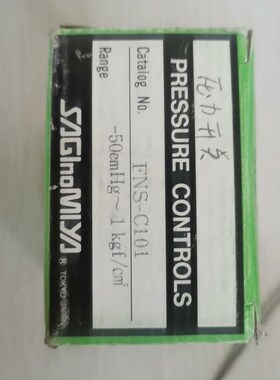 压力开关
PRESSURE CONTROLS
Catalog No. FNS-C101
Range -50cmHg～1kgf/cm²
SAGInoMIYA
® TOKYO JAPAN